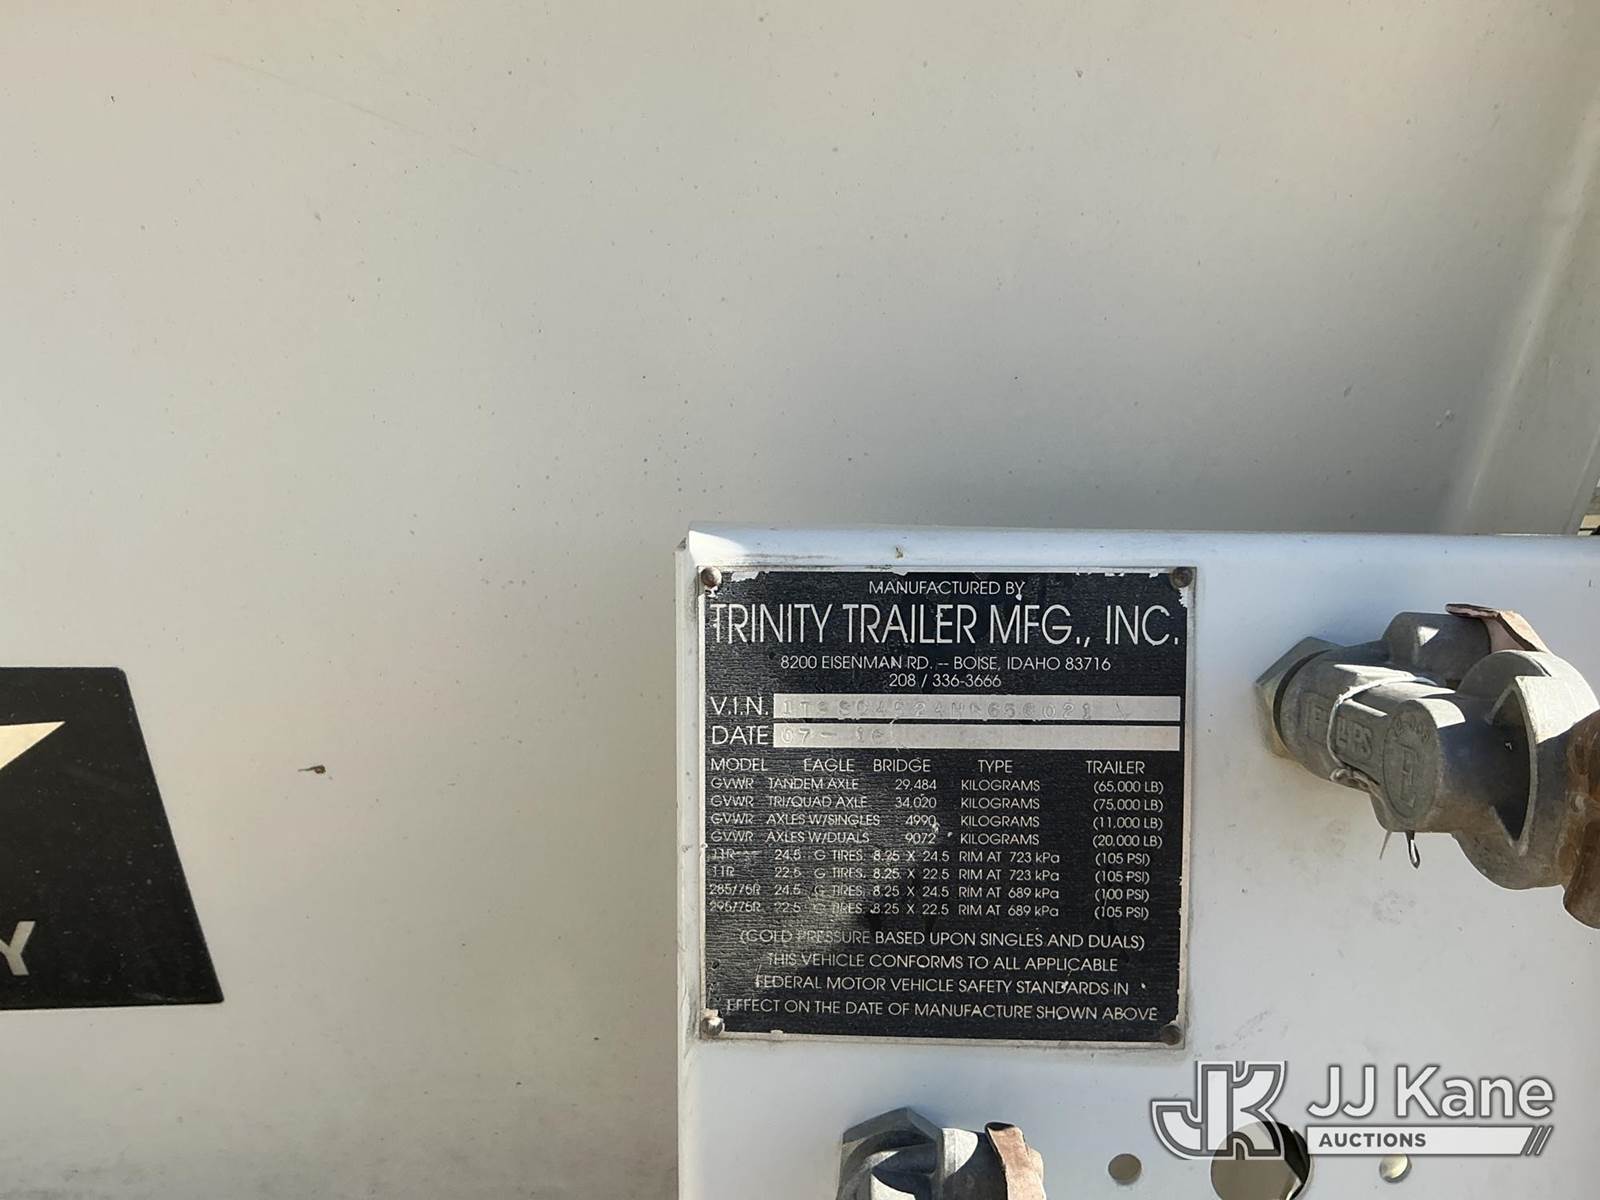 MANUFACTURED BY
TRINITY TRAILER MFG., INC.
8200 EISENMAN RD. -- BOISE, IDAHO 83716
208 / 336-3666
V.I.N.
DATE 07 - 16
MODEL EAGLE BRIDGE TYPE TRAILER
GVWR TANDEM AXLE 29,484 KILOGRAMS (65,000 LB)
GVWR TRI/QUAD AXLE 34,020 KILOGRAMS (75,000 LB)
GVWR AXLES W/SINGLES 4990 KILOGRAMS (11,000 LB)
GVWR AXLES W/DUALS 9072 KILOGRAMS (20,000 LB)
11R 24.5 G TIRES. 8.25 X 24.5 RIM AT 723 kPa (105 PSI)
11R 22.5 G TIRES. 8.25 X 22.5 RIM AT 723 kPa (105 PSI)
285/75R 24.5 G TIRES. 8.25 X 24.5 RIM AT 689 kPa (100 PSI)
295/75R 22.5 G TIRES. 8.25 X 22.5 RIM AT 689 kPa (105 PSI)
(COLD PRESSURE BASED UPON SINGLES AND DUALS)
THIS VEHICLE CONFORMS TO ALL APPLICABLE
FEDERAL MOTOR VEHICLE SAFETY STANDARDS IN
EFFECT ON THE DATE OF MANUFACTURE SHOWN ABOVE
Y
JK JJ Kane
AUCTIONS